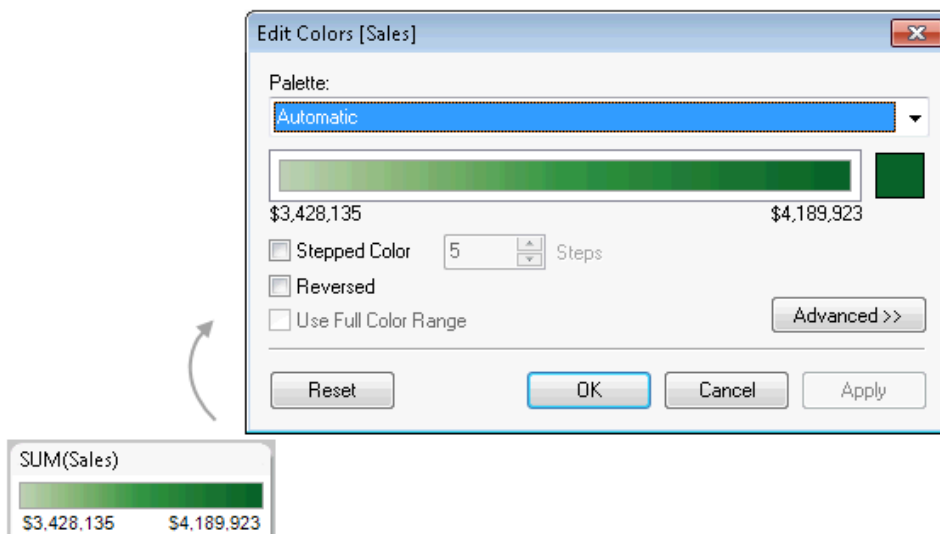 Edit Colors [Sales]
Palette:
Automatic
$3,428,135 $4,189,923
Stepped Color 5 Steps
Reversed
Use Full Color Range
Advanced >>
Reset OK Cancel Apply
SUM(Sales)
$3,428,135 $4,189,923